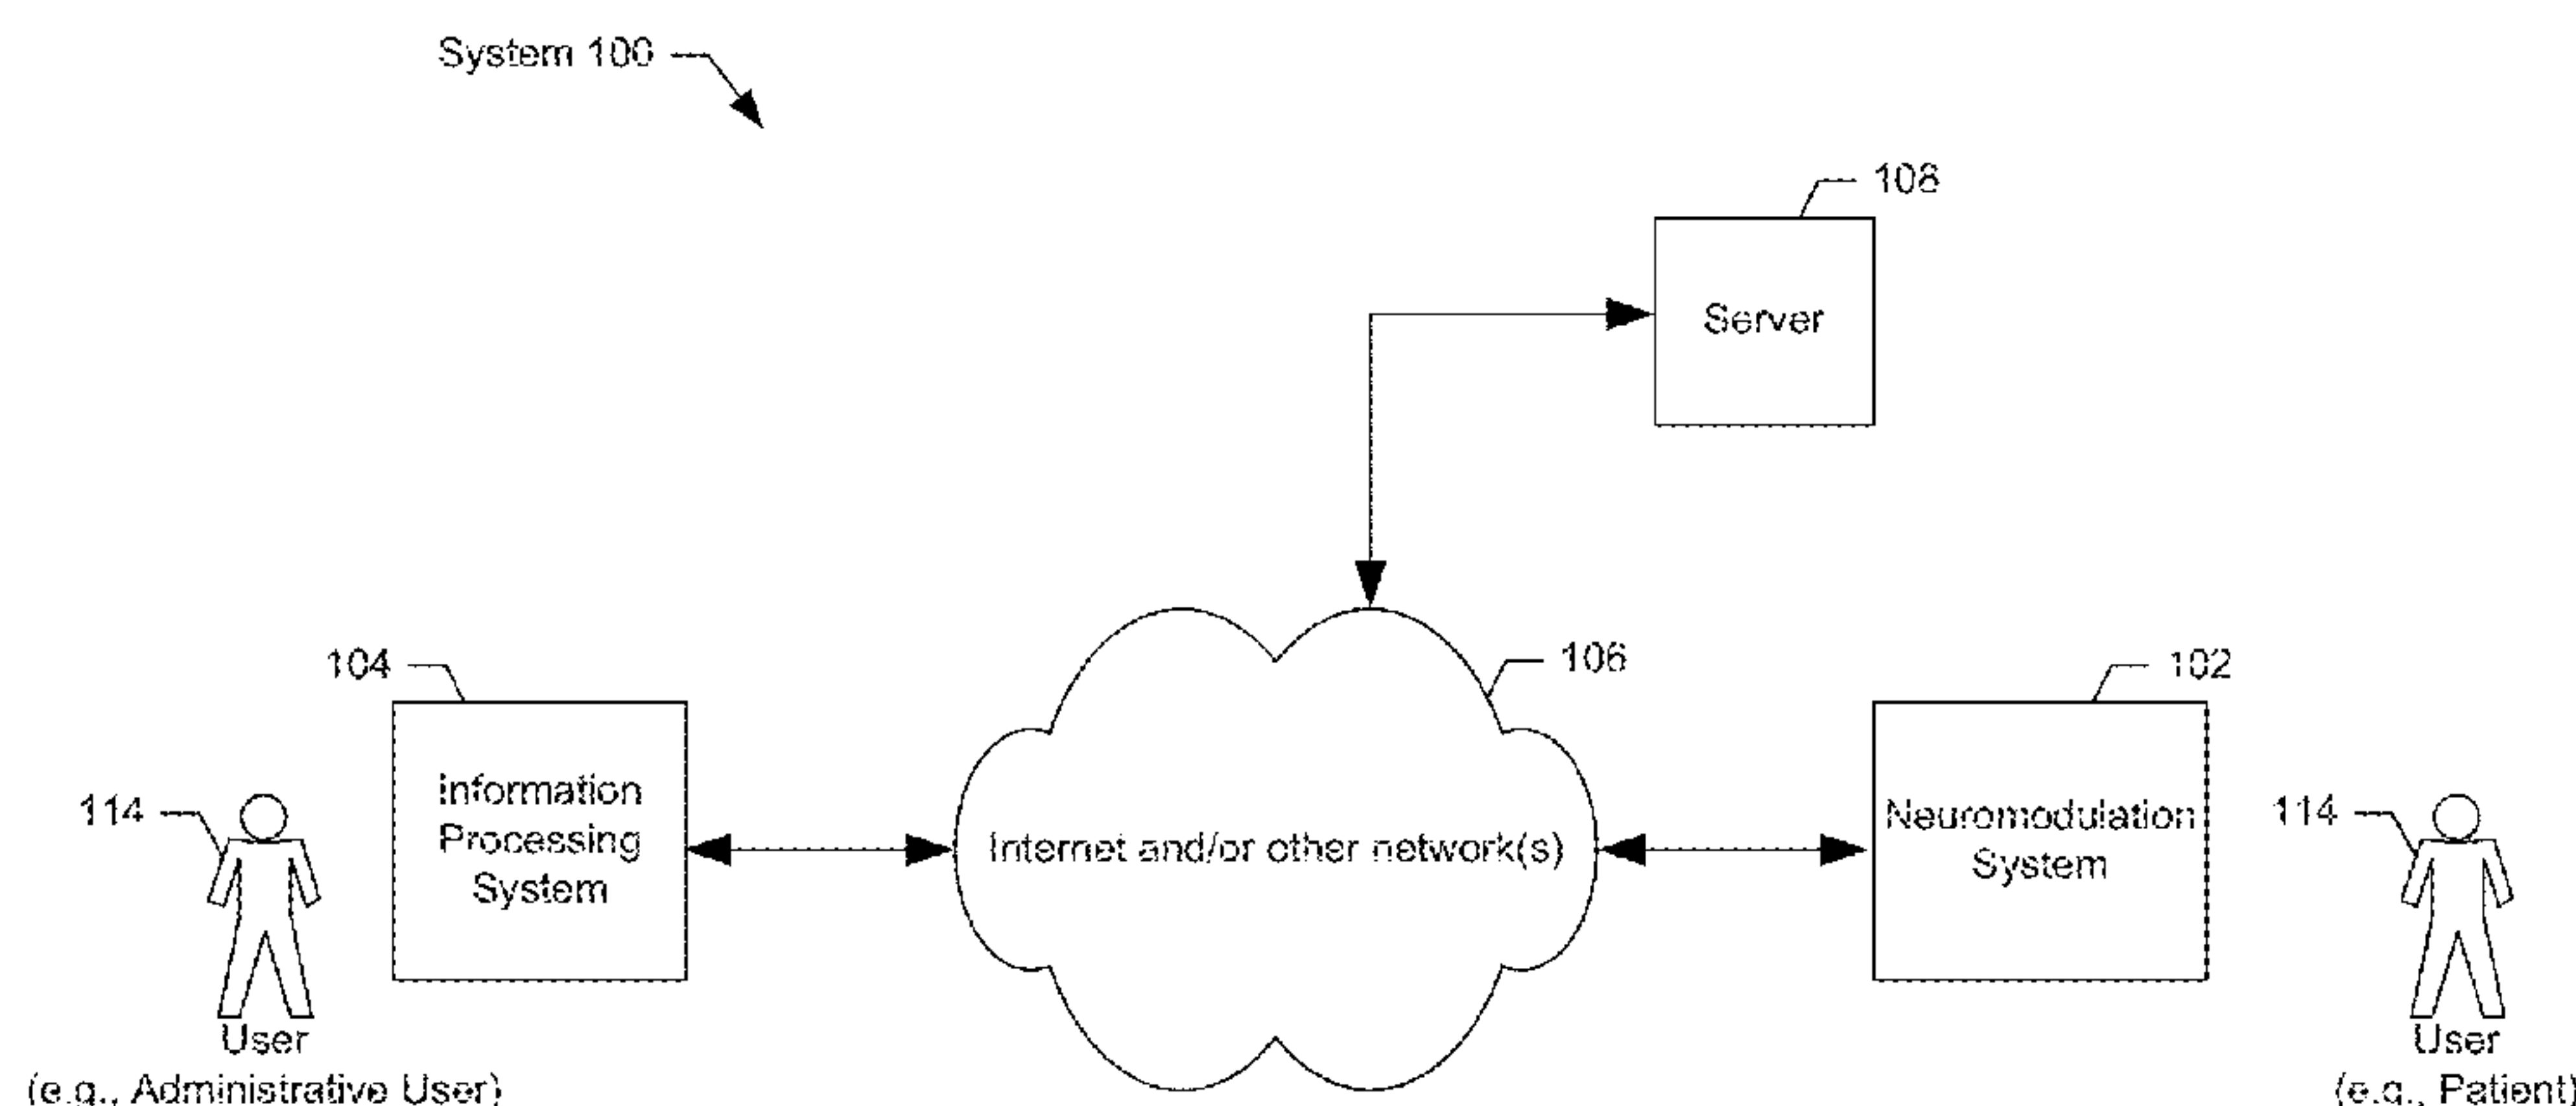 System 100
108
Server
104
106
102
Information
Processing
System
Internet and/or other network(s)
Neuromodulation
System
114
114
User
(e.g., Administrative User)
User
(e.g., Patient)